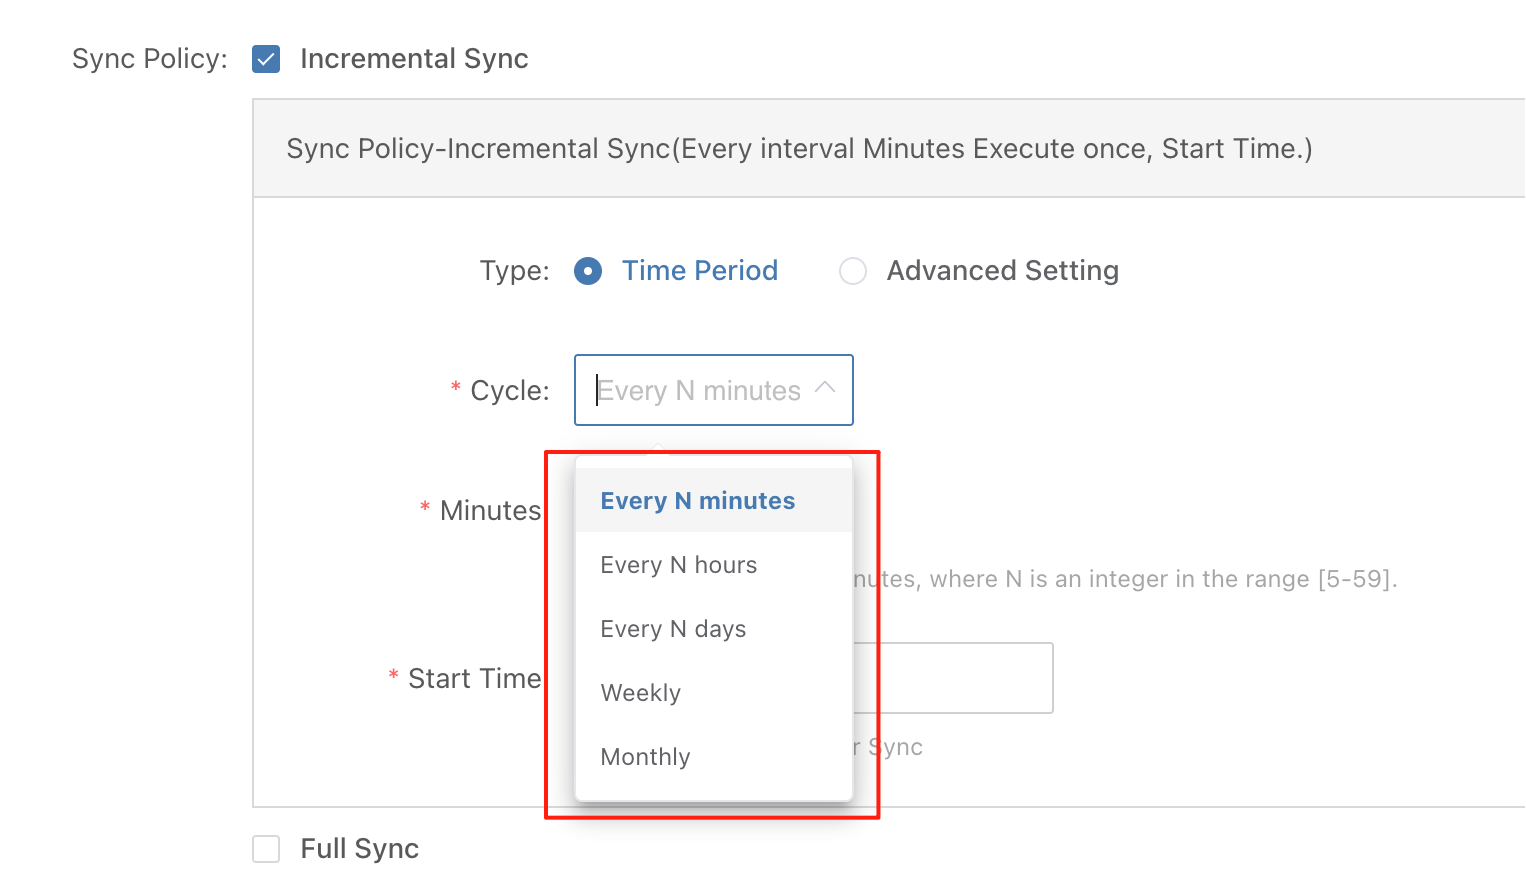 Sync Policy: Incremental Sync
Sync Policy-Incremental Sync(Every interval Minutes Execute once, Start Time.)
Type: Time Period Advanced Setting
* Cycle: Every N minutes
* Minutes
Every N minutes
Every N hours
nutes, where N is an integer in the range [5-59].
Every N days
* Start Time
Weekly
r Sync
Monthly
Full Sync